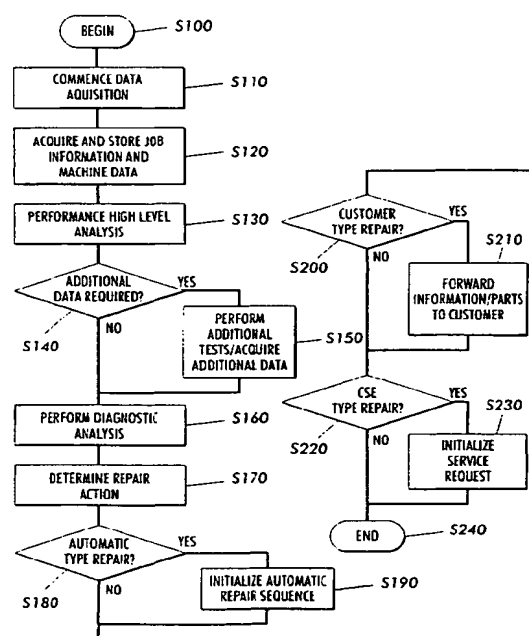 BEGIN
S100
COMMENCE DATA
AQUISITION
S110
ACQUIRE AND STORE JOB
INFORMATION AND
MACHINE DATA
S120
PERFORMANCE HIGH LEVEL
ANALYSIS
S130
ADDITIONAL
DATA REQUIRED?
YES
NO
S140
PERFORM
ADDITIONAL
TESTS/ACQUIRE
ADDITIONAL DATA
S150
PERFORM DIAGNOSTIC
ANALYSIS
S160
DETERMINE REPAIR
ACTION
S170
AUTOMATIC
TYPE REPAIR?
YES
NO
S180
INITIALIZE AUTOMATIC
REPAIR SEQUENCE
S190
CUSTOMER
TYPE REPAIR?
YES
NO
S200
S210
FORWARD
INFORMATION/PARTS
TO CUSTOMER
CSE
TYPE REPAIR?
YES
NO
S220
S230
INITIALIZE
SERVICE
REQUEST
END
S240